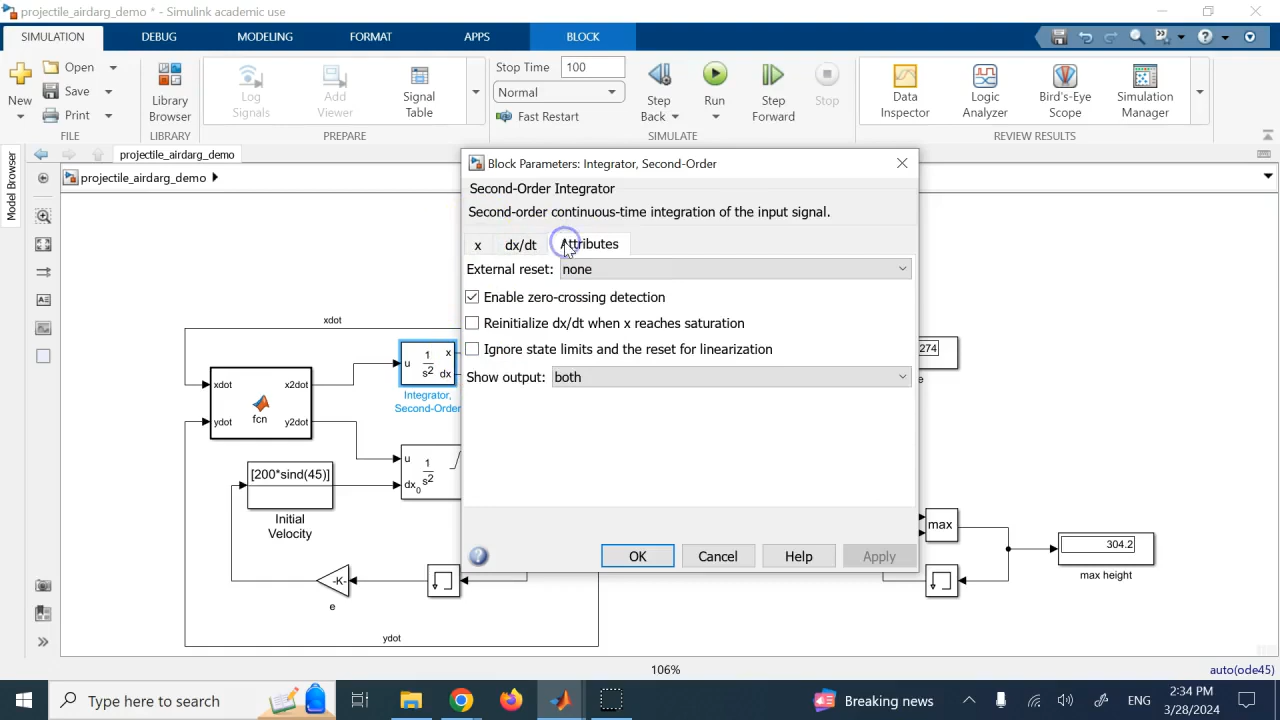 projectile_airdarg_demo * - Simulink academic use
SIMULATION DEBUG MODELING FORMAT APPS BLOCK
New
Open
Save
Print
FILE
Library Browser
LIBRARY
Log Signals
Add Viewer
Signal Table
PREPARE
Stop Time 100
Normal
Fast Restart
Step Back
Run
Step Forward
Stop
SIMULATE
Data Inspector
Logic Analyzer
Bird's-Eye Scope
Simulation Manager
REVIEW RESULTS
Model Browser
projectile_airdarg_demo
projectile_airdarg_demo
Block Parameters: Integrator, Second-Order
Second-Order Integrator
Second-order continuous-time integration of the input signal.
x dx/dt Attributes
External reset: none
Enable zero-crossing detection
Reinitialize dx/dt when x reaches saturation
Ignore state limits and the reset for linearization
Show output: both
OK Cancel Help Apply
xdot
xdot x2dot
fcn
ydot y2dot
u 1 s2 x dx
Integrator,
Second-Order
u 1 s2 dx0
[200*sind(45)]
Initial
Velocity
-K-
e
ydot
274
e
max
304.2
max height
106%
auto(ode45)
Type here to search
Breaking news
ENG
2:34 PM
3/28/2024